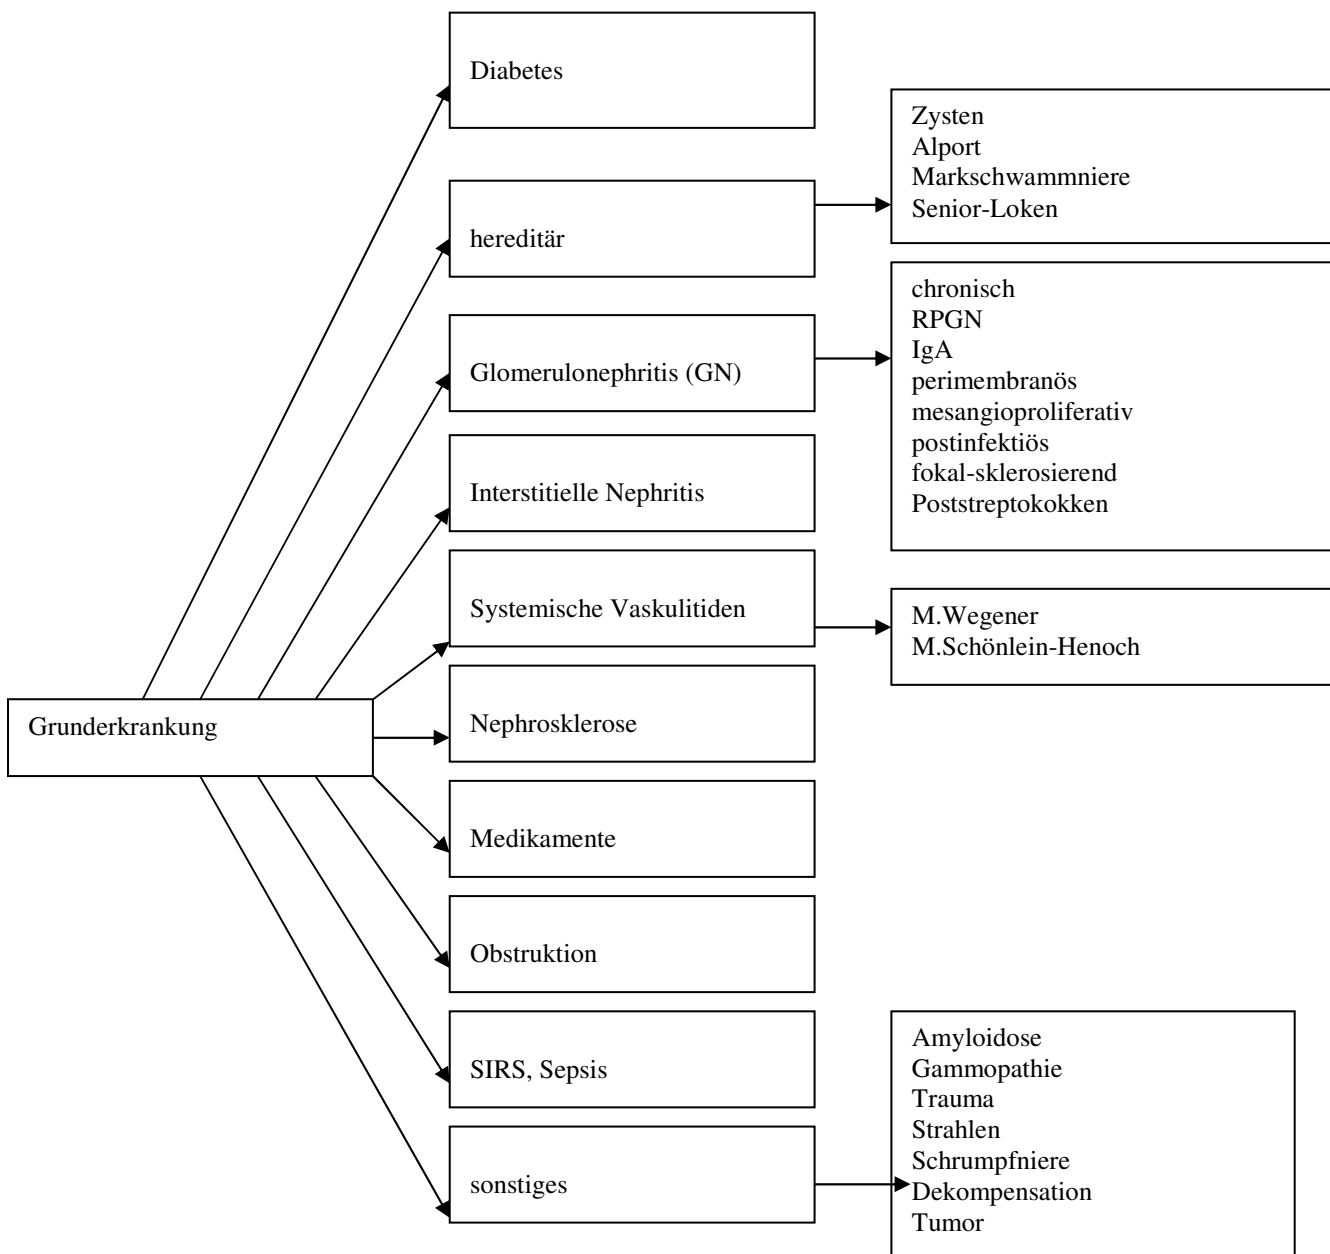 Diabetes
Zysten
Alport
Markschwammniere
Senior-Loken
hereditär
chronisch
RPGN
IgA
perimembranös
mesangioproliferativ
postinfektiös
fokal-sklerosierend
Poststreptokokken
Glomerulonephritis (GN)
Interstitielle Nephritis
Systemische Vaskulitiden
M.Wegener
M.Schönlein-Henoch
Grunderkrankung
Nephrosklerose
Medikamente
Obstruktion
SIRS, Sepsis
sonstiges
Amyloidose
Gammopathie
Trauma
Strahlen
Schrumpfniere
Dekompensation
Tumor